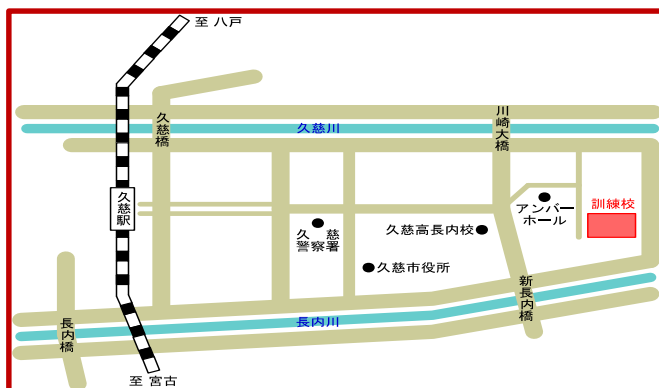 至 八戸
久慈橋
久慈川
川崎大橋
久慈駅
久慈
警察署
久慈高長内校
アンバー
ホール
訓練校
久慈市役所
長内橋
長内川
新長内橋
至 宮古